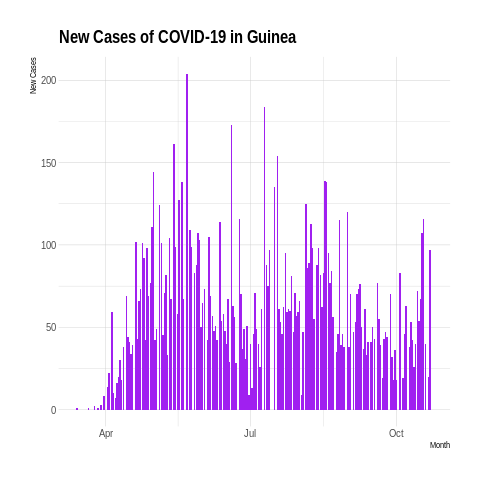 New Cases of COVID-19 in Guinea
New Cases
200
150
100
50
0
Apr
Jul
Oct
Month